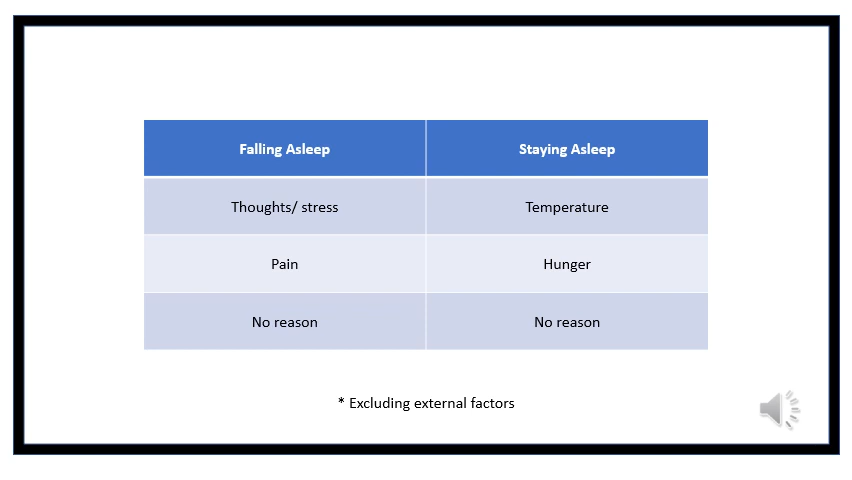 Falling Asleep Staying Asleep
Thoughts/ stress Temperature
Pain Hunger
No reason No reason
* Excluding external factors